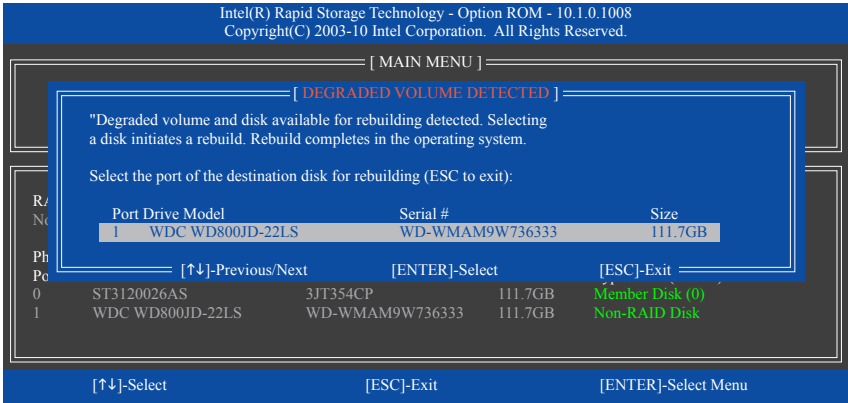 Intel(R) Rapid Storage Technology - Option ROM - 10.1.0.1008
Copyright(C) 2003-10 Intel Corporation.  All Rights Reserved.
[ MAIN MENU ]
[ DEGRADED VOLUME DETECTED ]
"Degraded volume and disk available for rebuilding detected. Selecting
a disk initiates a rebuild. Rebuild completes in the operating system.
Select the port of the destination disk for rebuilding (ESC to exit):
Port Drive Model Serial # Size
1 WDC WD800JD-22LS WD-WMAM9W736333 111.7GB
[↑↓]-Previous/Next [ENTER]-Select [ESC]-Exit
0 ST3120026AS 3JT354CP 111.7GB Member Disk (0)
1 WDC WD800JD-22LS WD-WMAM9W736333 111.7GB Non-RAID Disk
[↑↓]-Select [ESC]-Exit [ENTER]-Select Menu